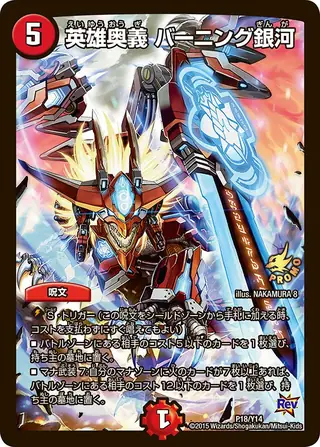 5
えいゆうおうぎ ぎんが
英雄奥義 バーニング銀河
PROMO
illus. NAKAMURA 8
呪文
S・トリガー (この呪文をシールドゾーンから手札に加える時、
コストを支払わずにすぐ唱えてもよい)
■ バトルゾーンにある相手のコスト5以下のカードを1枚選び、
持ち主の墓地に置く。
■ マナ武装 7:自分のマナゾーンに火のカードが7枚以上あれば、
バトルゾーンにある相手のコスト12以下のカードを1枚選び、
持ち主の墓地に置く。
1
Rev
P18/Y14
©2015 Wizards/Shogakukan/Mitsui-Kids